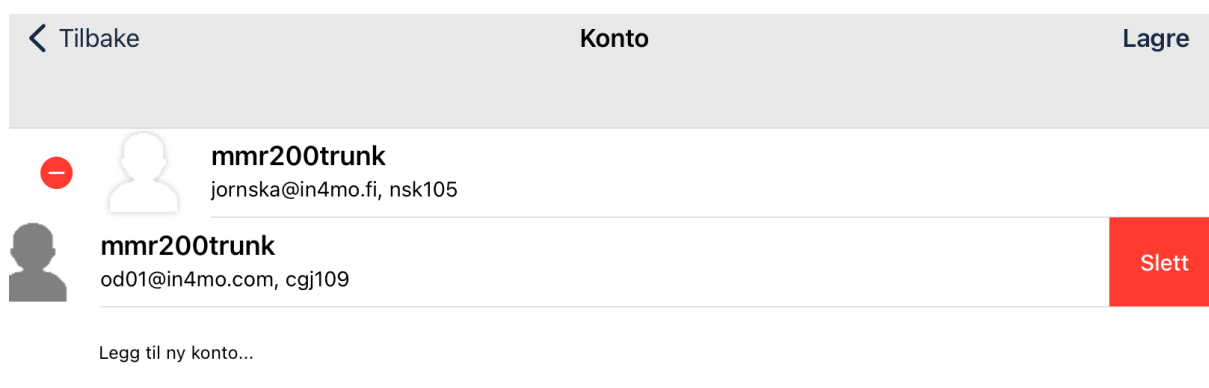 Tilbake Konto Lagre
mmr200trunk
jornska@in4mo.fi, nsk105
mmr200trunk
od01@in4mo.com, cgj109
Slett
Legg til ny konto...